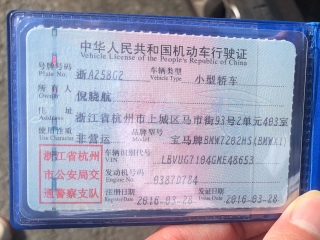 中华人民共和国机动车行驶证
Vehicle License of the People's Republic of China
号牌号码 浙A258G2 车辆类型 小型轿车
Plate No. Vehicle Type
所有人 倪晓航
Owner
住址 浙江省杭州市上城区马市街93号2单元403室
Address
使用性质 非营运 品牌型号 宝马牌BMW7202HS(BMWX1)
Use Character Model
浙江省杭州市公安局交通警察支队
车辆识别代号 LBVUG7104GME48653
VIN
发动机号码 0387D784
Engine No.
注册日期 2016-03-28 发证日期 2016-03-28
Register Date Issue Date